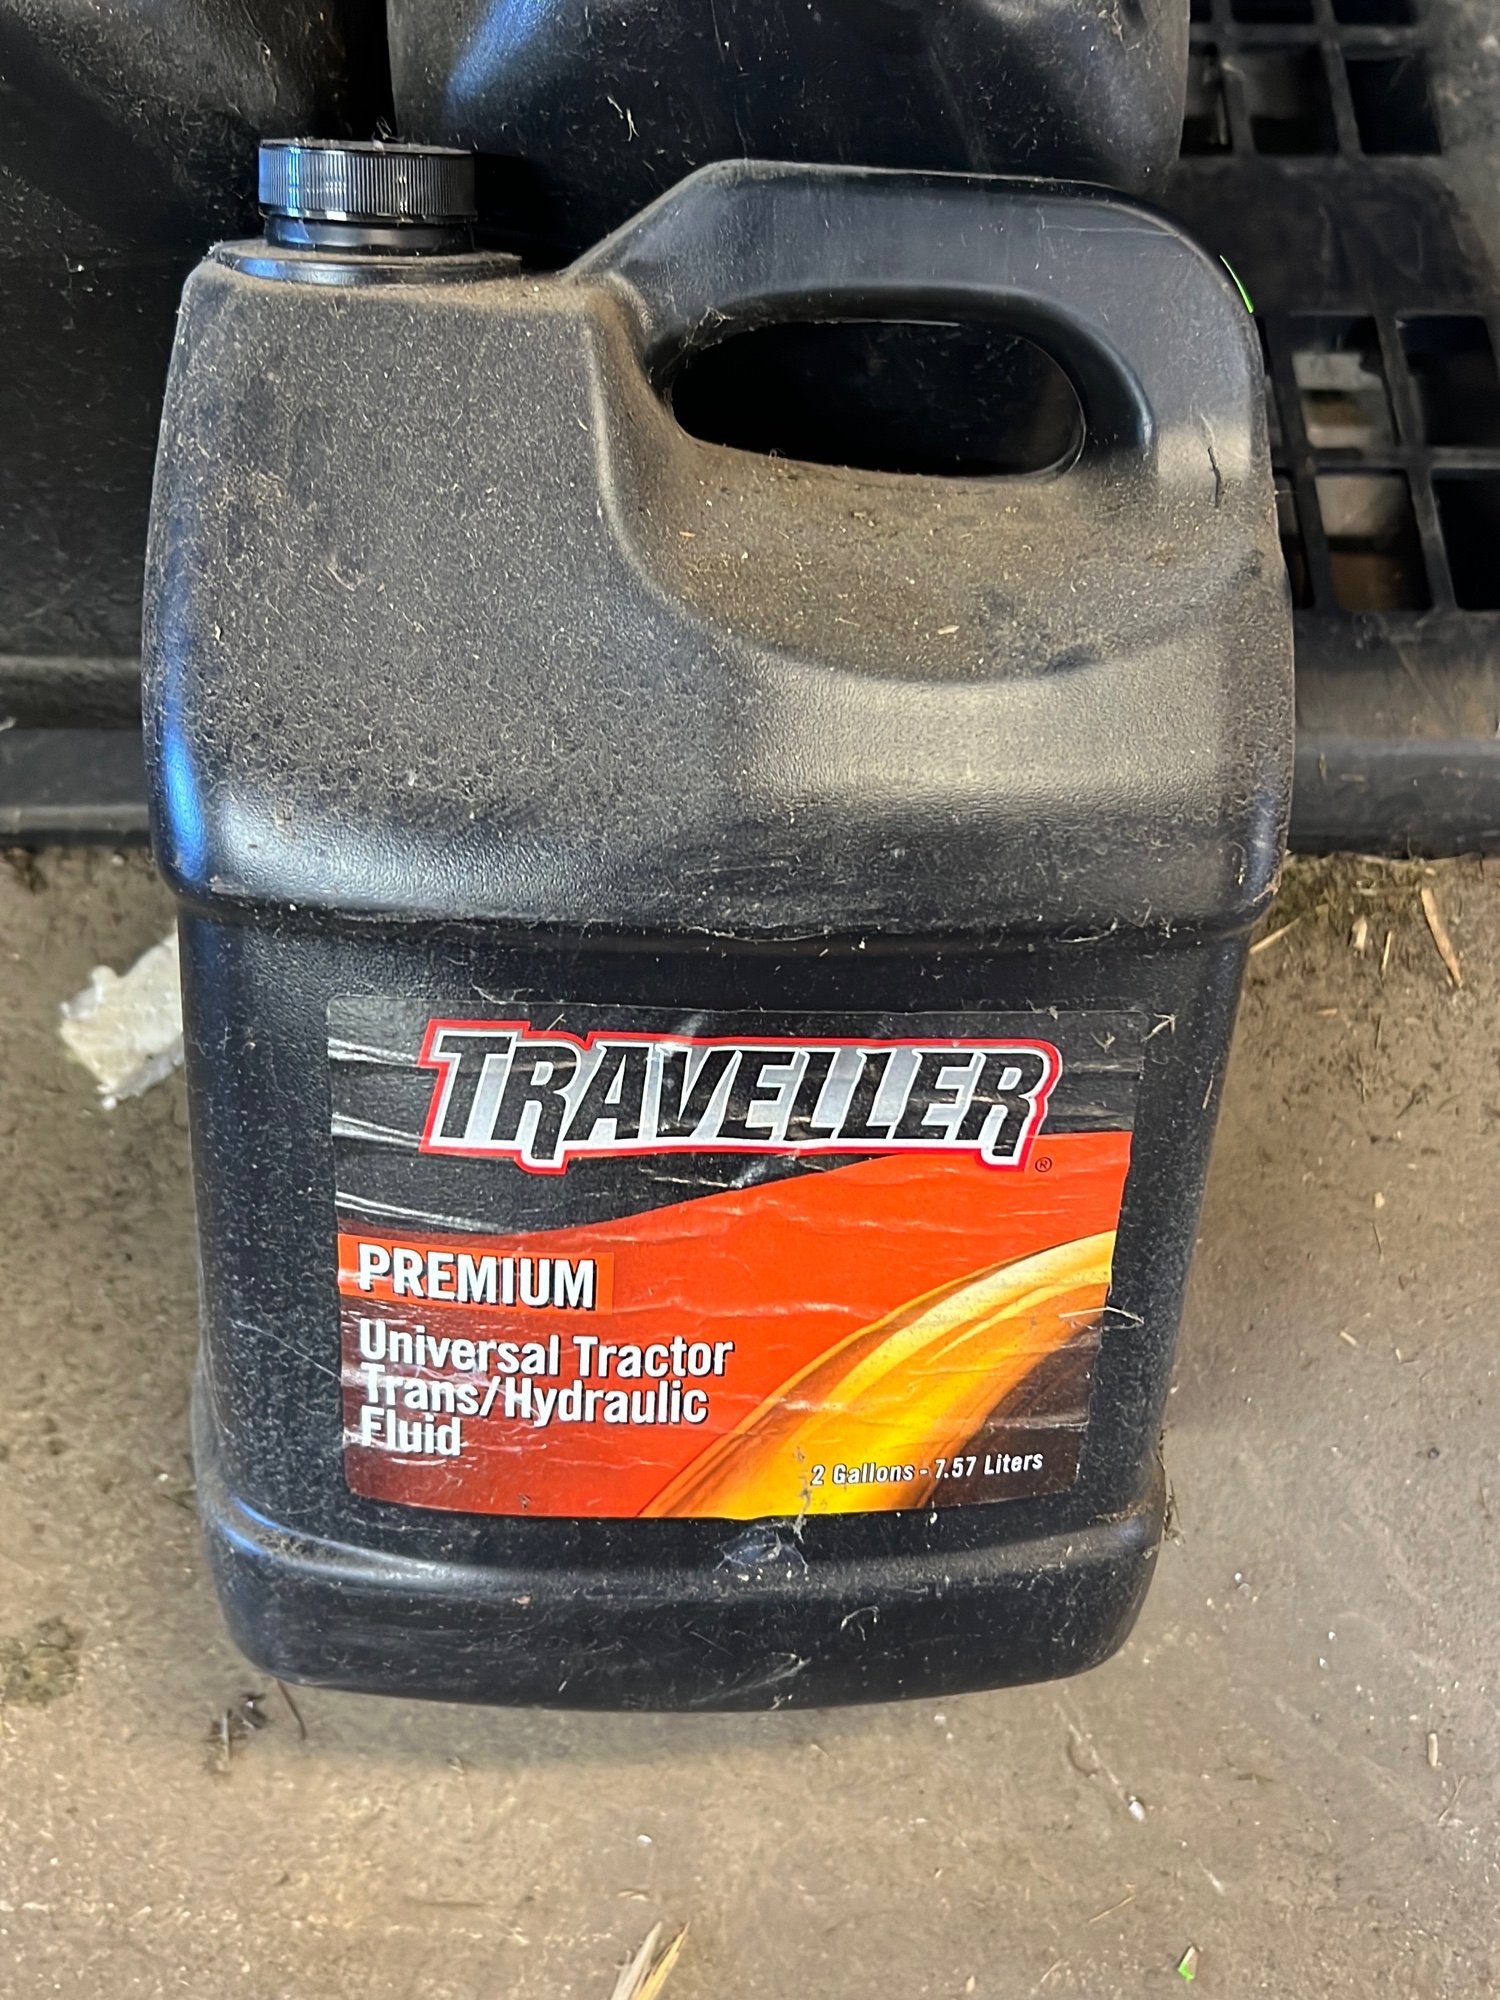 TRAVELLER®
PREMIUM
Universal Tractor
Trans/Hydraulic
Fluid
2 Gallons - 7.57 Liters